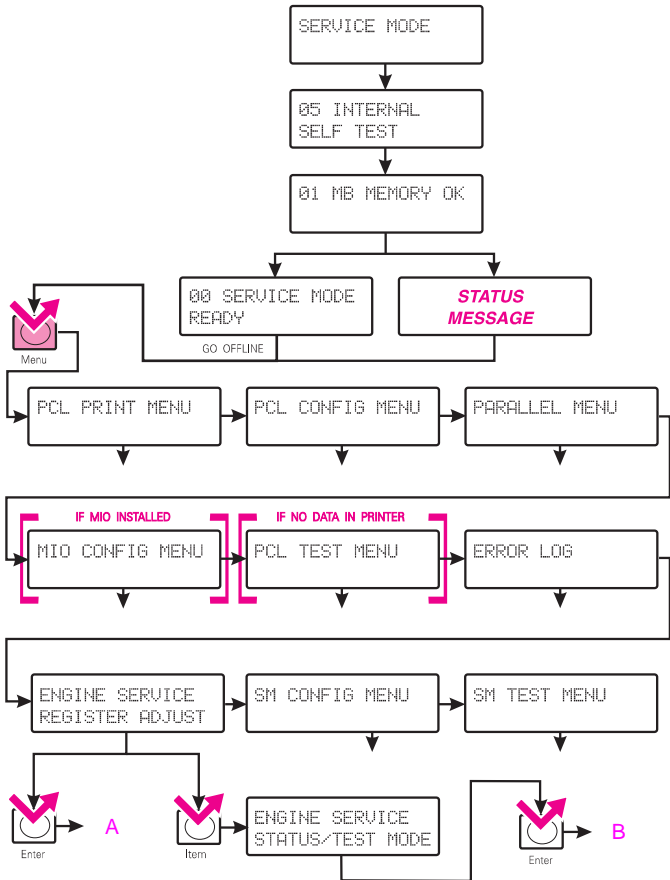 SERVICE MODE
05 INTERNAL
SELF TEST
01 MB MEMORY OK
00 SERVICE MODE
READY
STATUS
MESSAGE
GO OFFLINE
Menu
PCL PRINT MENU
PCL CONFIG MENU
PARALLEL MENU
IF MIO INSTALLED
IF NO DATA IN PRINTER
MIO CONFIG MENU
PCL TEST MENU
ERROR LOG
ENGINE SERVICE
REGISTER ADJUST
SM CONFIG MENU
SM TEST MENU
Enter
A
Item
ENGINE SERVICE
STATUS/TEST MODE
Enter
B